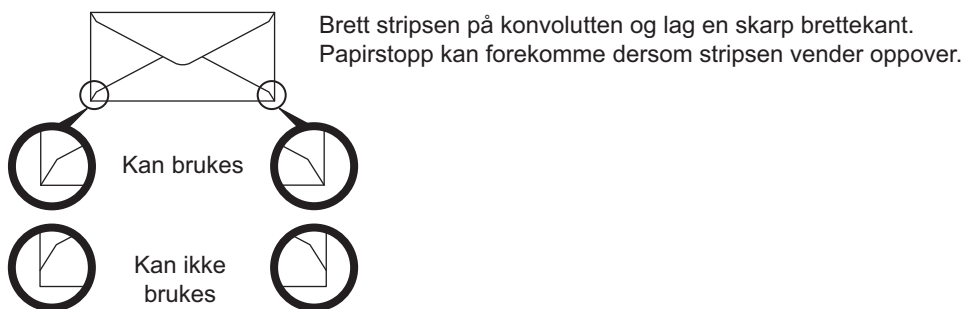 Brett stripsen på konvolutten og lag en skarp brettekant.
Papirstopp kan forekomme dersom stripsen vender oppover.
Kan brukes
Kan ikke
brukes